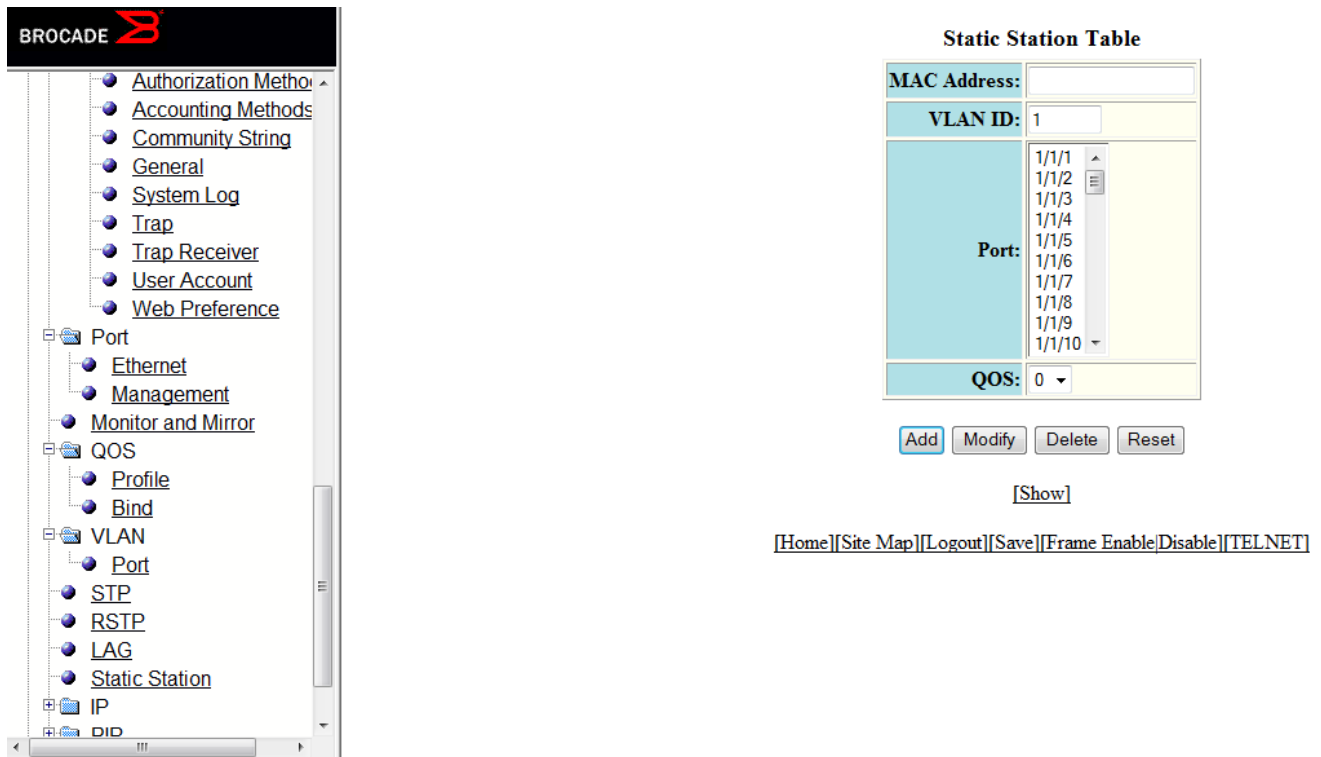 BROCADE
Authorization Metho
Accounting Methods
Community String
General
System Log
Trap
Trap Receiver
User Account
Web Preference
Port
Ethernet
Management
Monitor and Mirror
QOS
Profile
Bind
VLAN
Port
STP
RSTP
LAG
Static Station
IP
RIP
Static Station Table
MAC Address:
VLAN ID: 1
Port:
1/1/1
1/1/2
1/1/3
1/1/4
1/1/5
1/1/6
1/1/7
1/1/8
1/1/9
1/1/10
QOS: 0
Add Modify Delete Reset
[Show]
[Home][Site Map][Logout][Save][Frame Enable|Disable][TELNET]